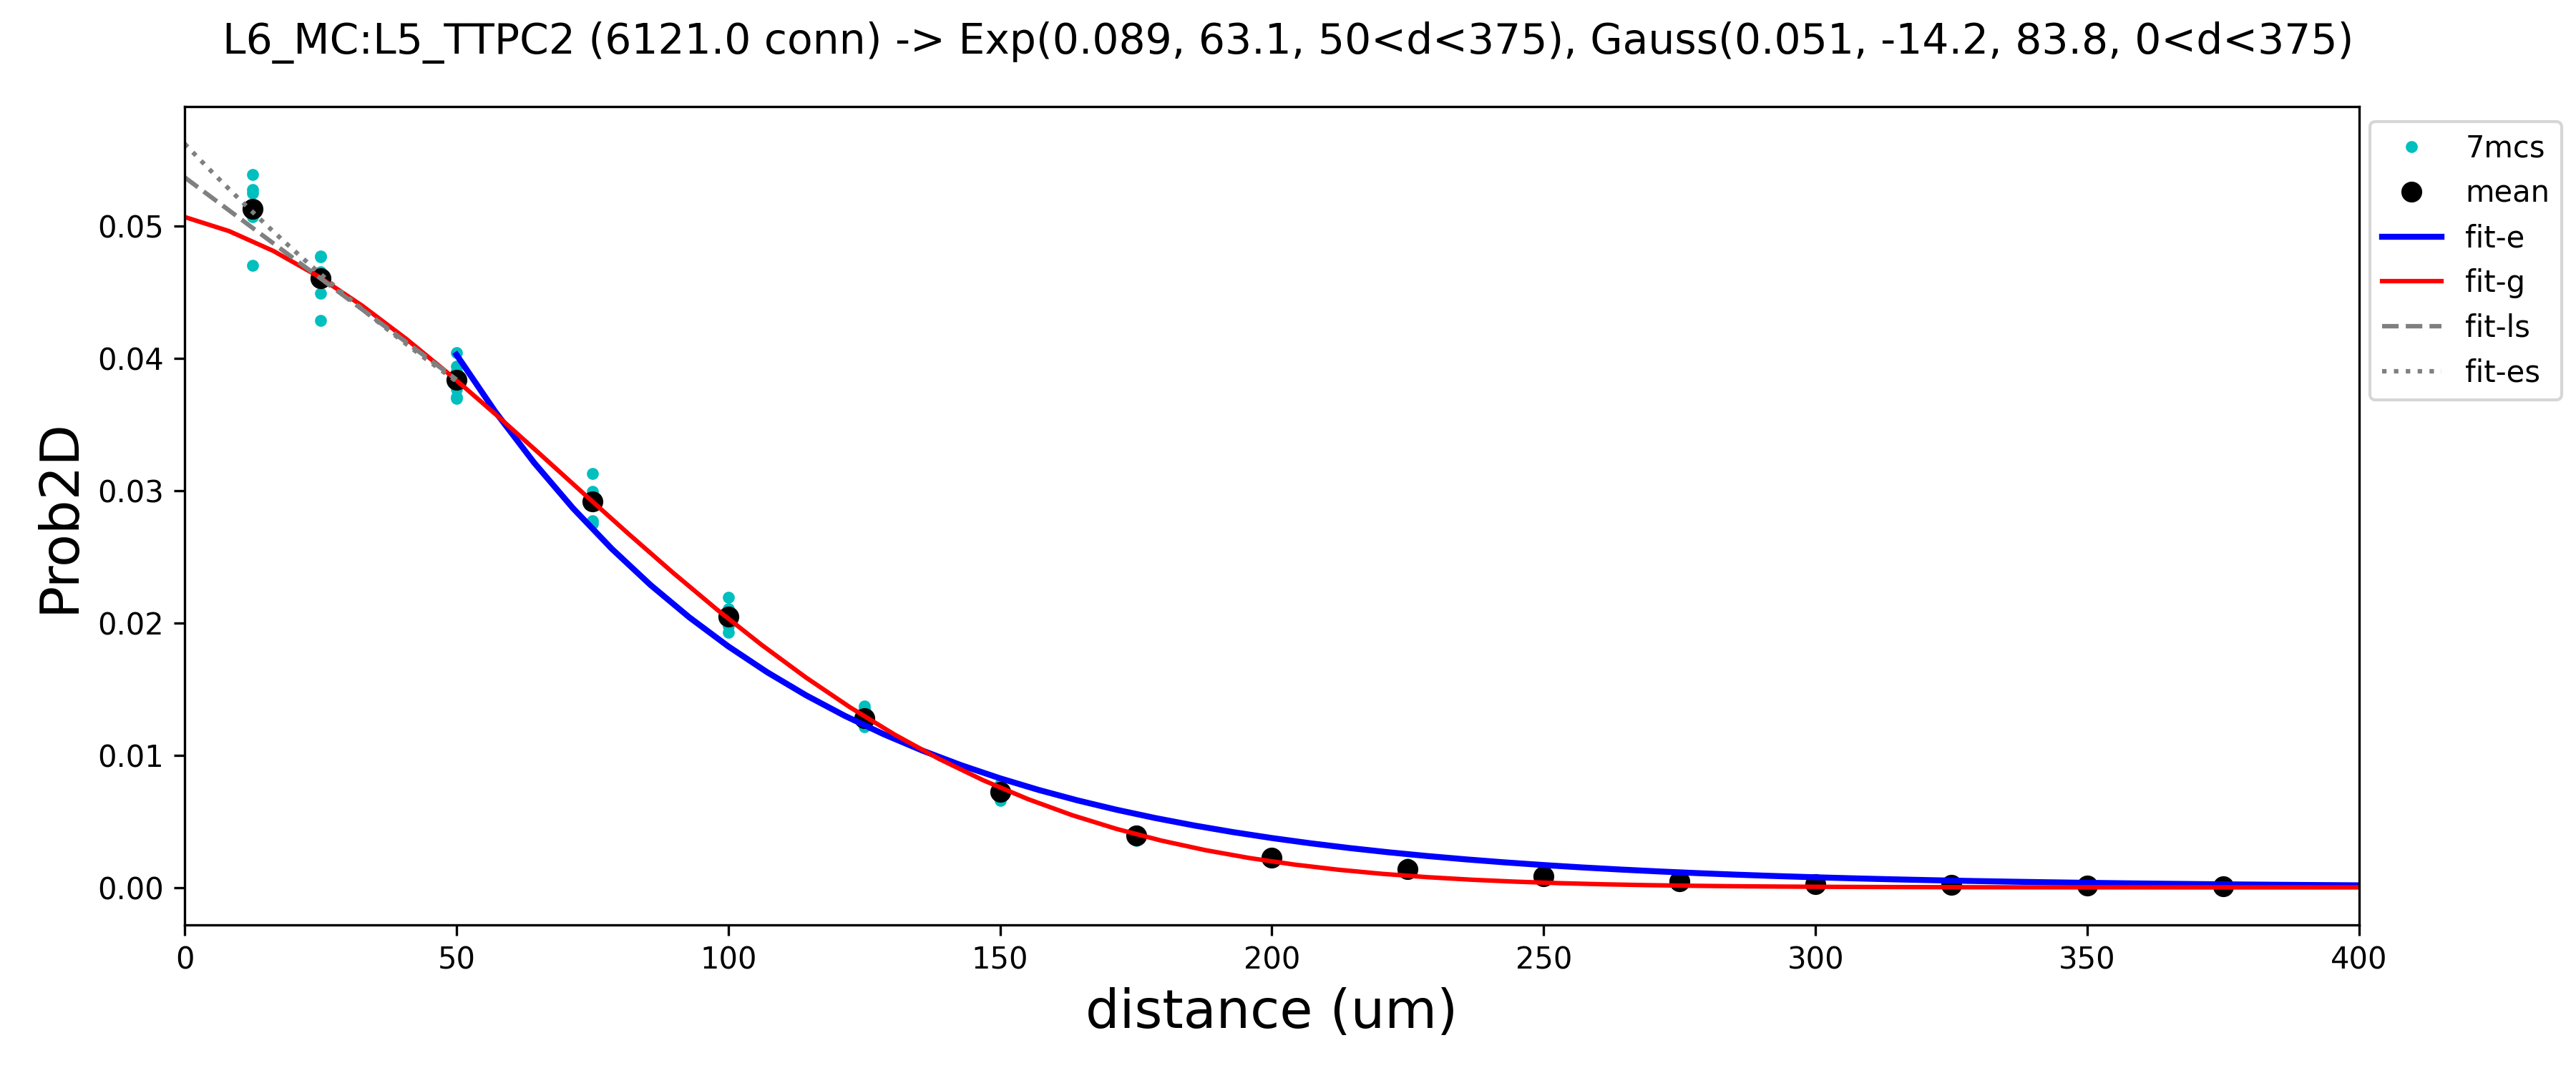 L6_MC:L5_TTPC2 (6121.0 conn) -> Exp(0.089, 63.1, 50<d<375), Gauss(0.051, -14.2, 83.8, 0<d<375)
Prob2D
0.05
0.04
0.03
0.02
0.01
0.00
0 50 100 150 200 250 300 350 400
distance (um)
7mcs
mean
fit-e
fit-g
fit-ls
fit-es